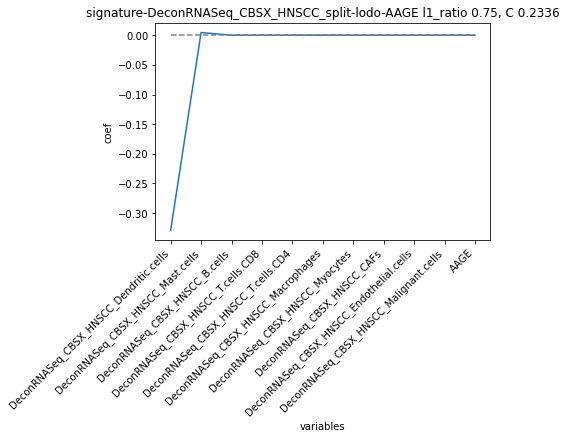 signature-DeconRNASeq_CBSX_HNSCC_split-lodo-AAGE l1_ratio 0.75, C 0.2336
0.00
−0.05
−0.10
−0.15
−0.20
−0.25
−0.30
coef
DeconRNASeq_CBSX_HNSCC_Dendritic.cells
DeconRNASeq_CBSX_HNSCC_Mast.cells
DeconRNASeq_CBSX_HNSCC_B.cells
DeconRNASeq_CBSX_HNSCC_T.cells.CD8
DeconRNASeq_CBSX_HNSCC_T.cells.CD4
DeconRNASeq_CBSX_HNSCC_Macrophages
DeconRNASeq_CBSX_HNSCC_Myocytes
DeconRNASeq_CBSX_HNSCC_CAFs
DeconRNASeq_CBSX_HNSCC_Endothelial.cells
DeconRNASeq_CBSX_HNSCC_Malignant.cells
AAGE
variables